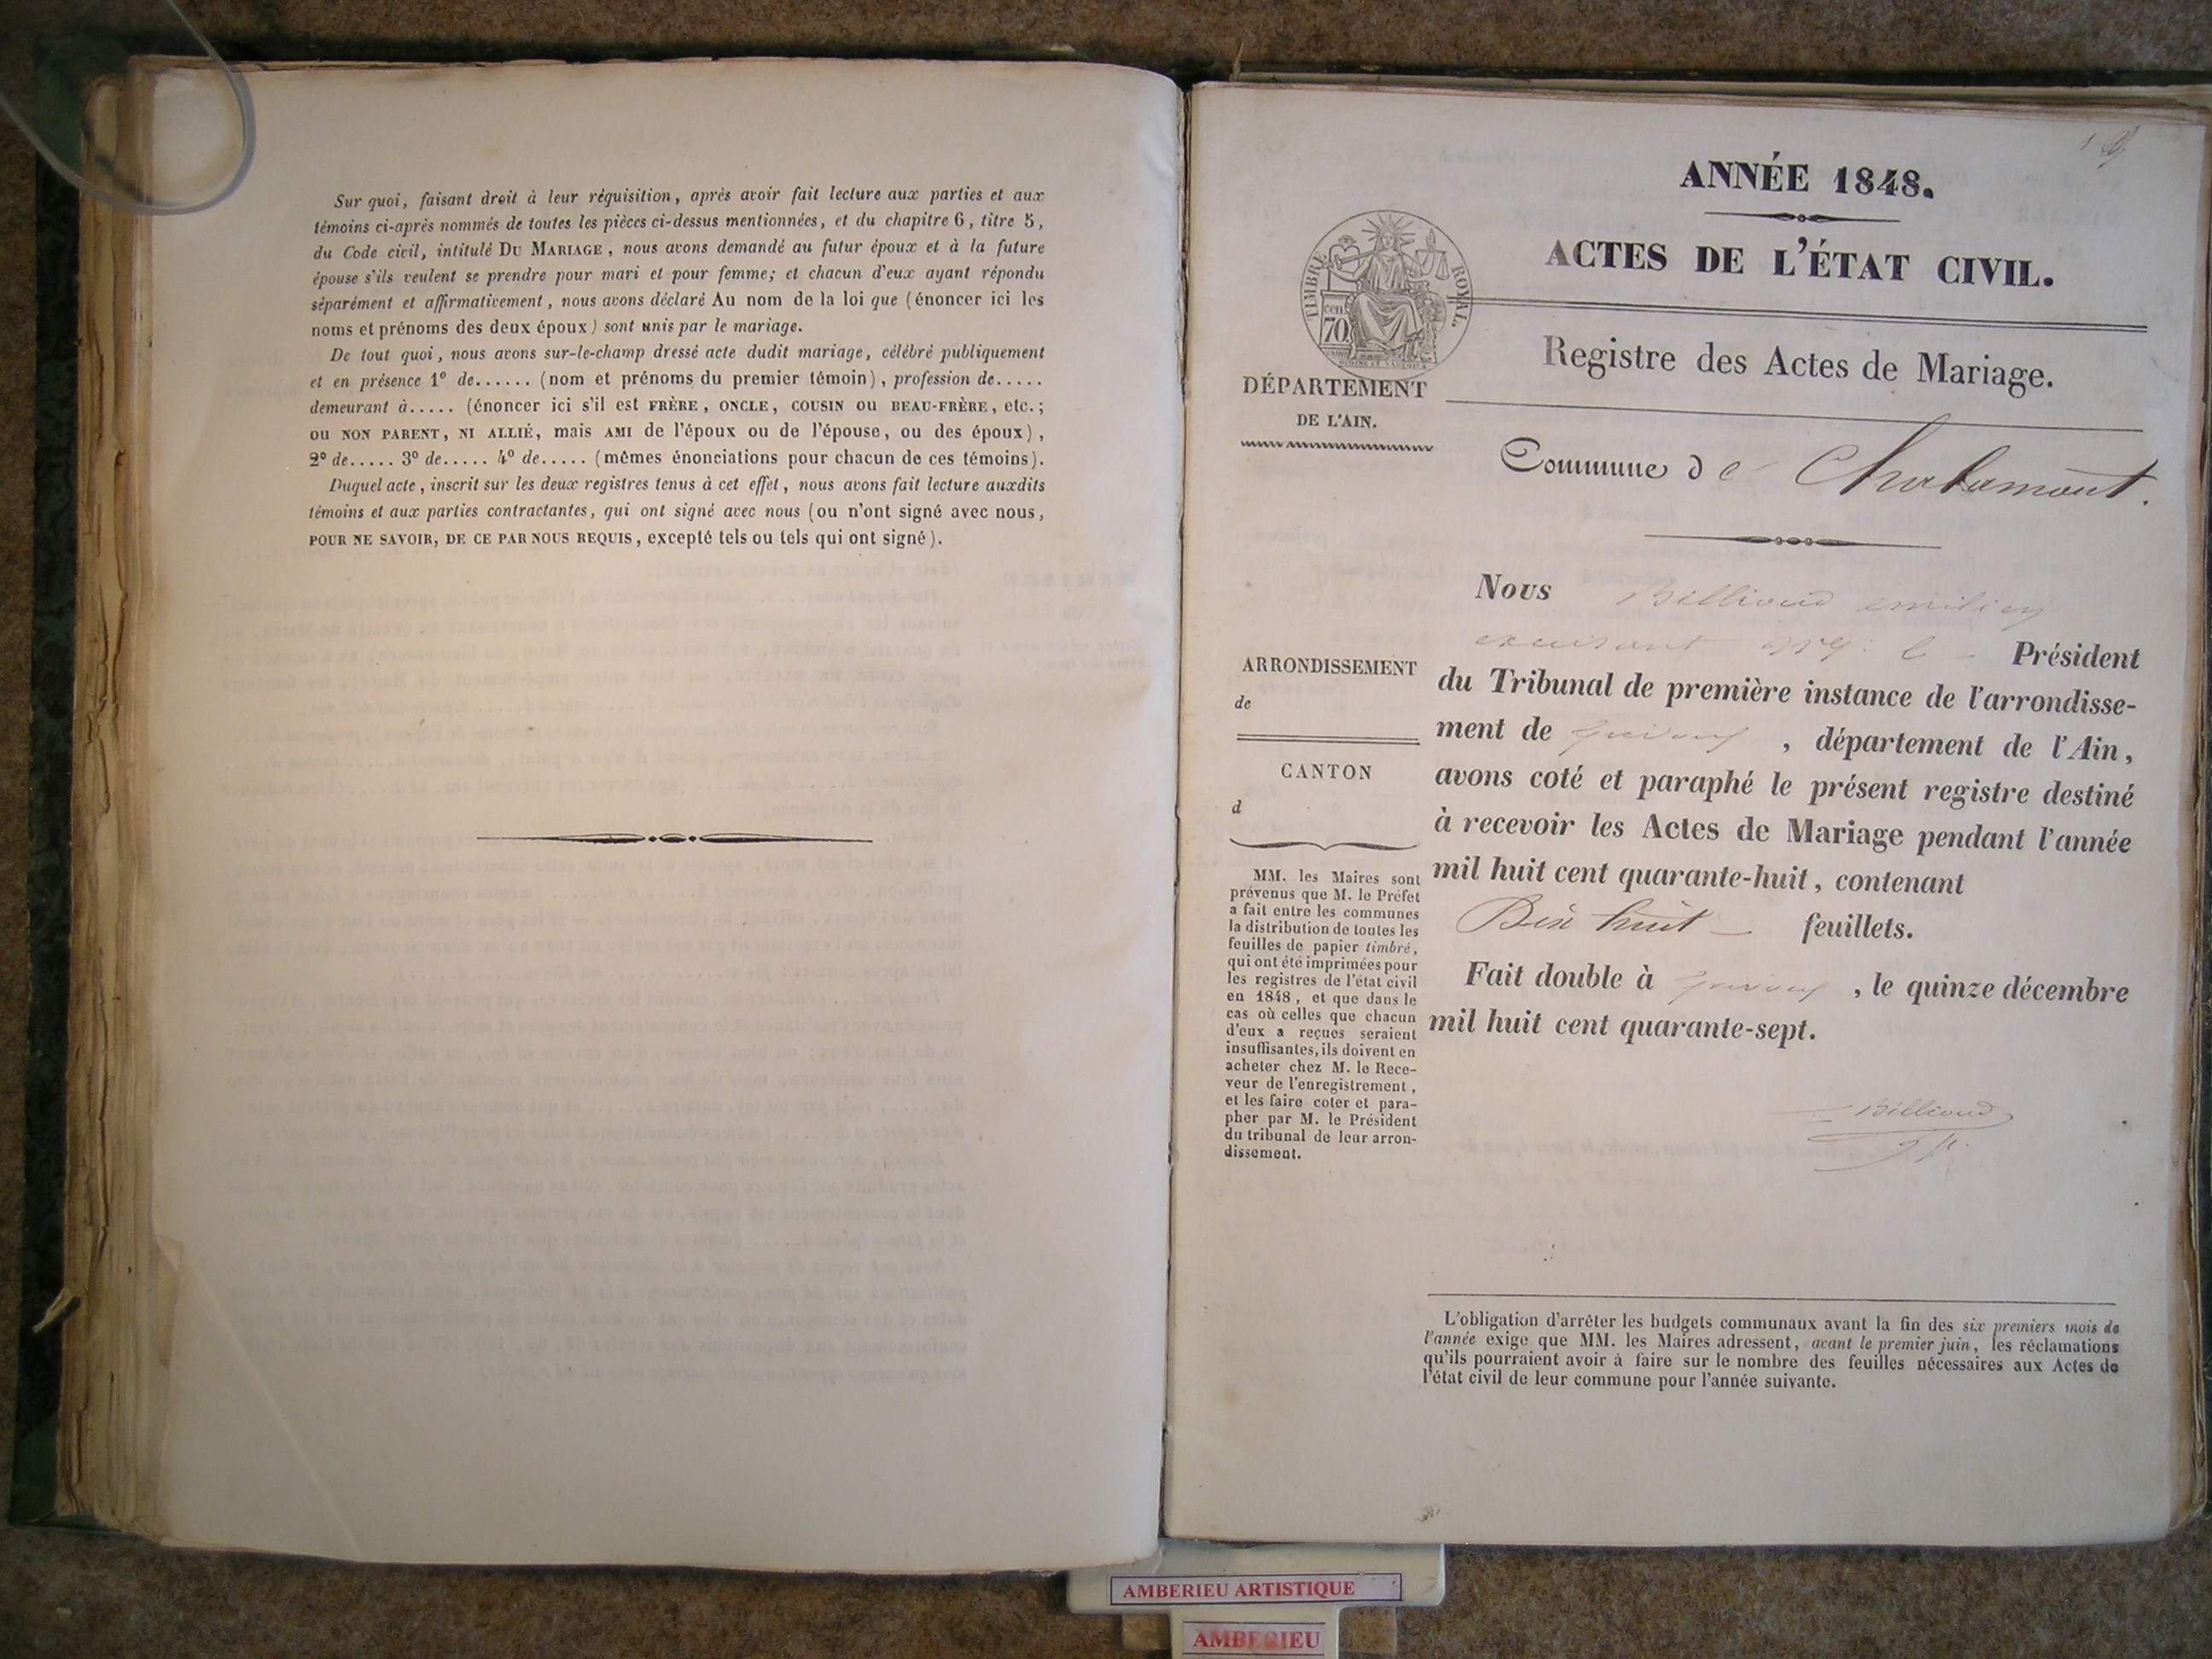 Sur quoi, faisant droit à leur réquisition, après avoir fait lecture aux parties et aux
témoins ci-après nommés de toutes les pièces ci-dessus mentionnées, et du chapitre 6, titre 5,
du Code civil, intitulé DU MARIAGE, nous avons demandé au futur époux et à la future
épouse s'ils veulent se prendre pour mari et pour femme; et chacun d'eux ayant répondu
séparément et affirmativement, nous avons déclaré Au nom de la loi que (énoncer ici les
noms et prénoms des deux époux) sont unis par le mariage.
De tout quoi, nous avons sur-le-champ dressé acte dudit mariage, célébré publiquement
et en présence 1º de...... (nom et prénoms du premier témoin), profession de.....
demeurant à..... (énoncer ici s'il est FRÈRE, ONCLE, COUSIN ou BEAU-FRÈRE, etc.;
ou NON PARENT, NI ALLIÉ, mais AMI de l'époux ou de l'épouse, ou des époux),
2º de..... 3º de..... 4º de..... (mêmes énonciations pour chacun de ces témoins).
Duquel acte, inscrit sur les deux registres tenus à cet effet, nous avons fait lecture auxdits
témoins et aux parties contractantes, qui ont signé avec nous (ou n'ont signé avec nous,
POUR NE SAVOIR, DE CE PAR NOUS REQUIS, excepté tels ou tels qui ont signé).
ANNÉE 1848.
ACTES DE L'ÉTAT CIVIL.
TIMBRE ROYAL.
cen
70
Registre des Actes de Mariage.
DÉPARTEMENT
DE L'AIN.
Commune de Chalamont.
Nous Billioud
Président
du Tribunal de première instance de l'arrondisse-
ment de , département de l'Ain,
avons coté et paraphé le présent registre destiné
à recevoir les Actes de Mariage pendant l'année
mil huit cent quarante-huit, contenant
Dix huit feuillets.
Fait double à , le quinze décembre
mil huit cent quarante-sept.
Billioud
ARRONDISSEMENT
de
CANTON
d
MM. les Maires sont
prévenus que M. le Préfet
a fait entre les communes
la distribution de toutes les
feuilles de papier timbré,
qui ont été imprimées pour
les registres de l'état civil
en 1848, et que dans le
cas où celles que chacun
d'eux a reçues seraient
insuffisantes, ils doivent en
acheter chez M. le Rece-
veur de l'enregistrement,
et les faire coter et para-
pher par M. le Président
du tribunal de leur arron-
dissement.
L'obligation d'arrêter les budgets communaux avant la fin des six premiers mois de
l'année exige que MM. les Maires adressent, avant le premier juin, les réclamations
qu'ils pourraient avoir à faire sur le nombre des feuilles nécessaires aux Actes de
l'état civil de leur commune pour l'année suivante.
AMBERIEU ARTISTIQUE
AMBERIEU